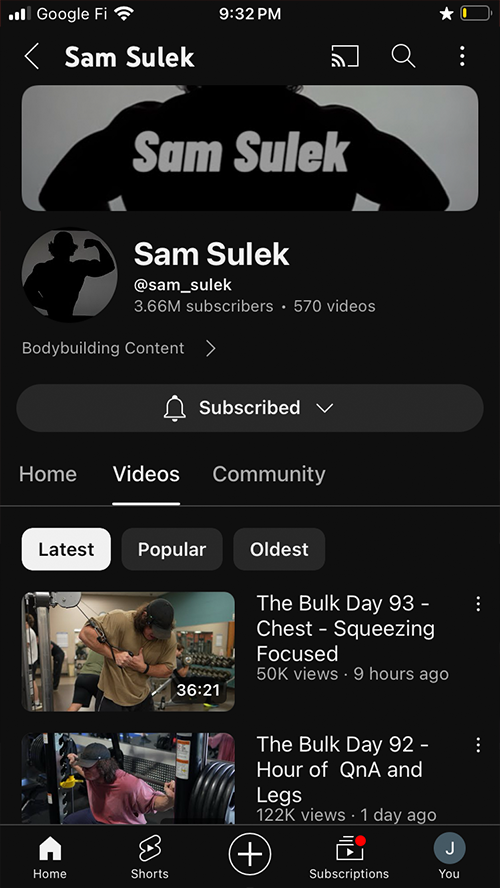 Google Fi 9:32 PM
Sam Sulek
Sam Sulek
Sam Sulek
@sam_sulek
3.66M subscribers • 570 videos
Bodybuilding Content
Subscribed
Home Videos Community
Latest Popular Oldest
The Bulk Day 93 -
Chest - Squeezing
Focused
50K views · 9 hours ago
36:21
The Bulk Day 92 -
Hour of QnA and
Legs
122K views · 1 day ago
J
Home Shorts Subscriptions You